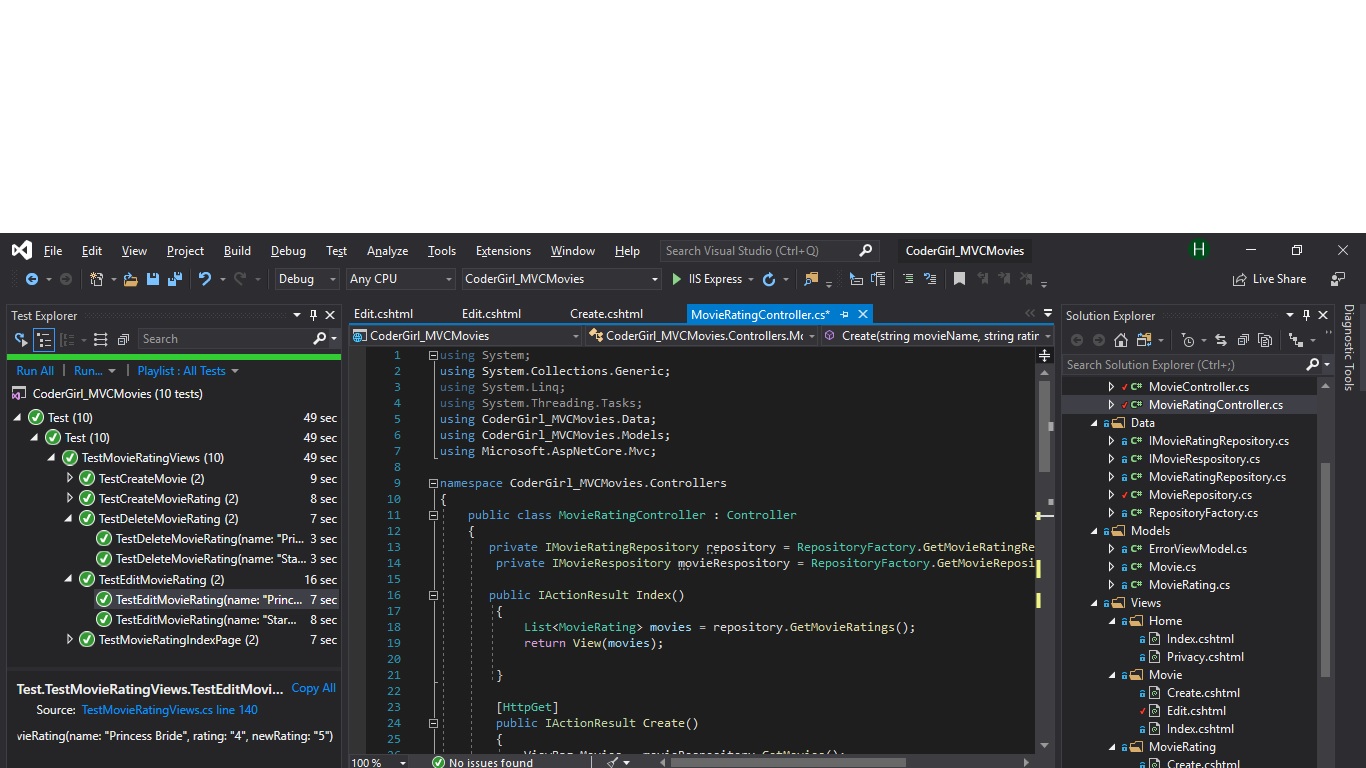 File Edit View Project Build Debug Test Analyze Tools Extensions Window Help Search Visual Studio (Ctrl+Q) CoderGirl_MVCMovies H
Debug Any CPU CoderGirl_MVCMovies IIS Express Live Share
Test Explorer
Search
Run All Run... Playlist : All Tests
CoderGirl_MVCMovies (10 tests)
Test (10) 49 sec
Test (10) 49 sec
TestMovieRatingViews (10) 49 sec
TestCreateMovie (2) 9 sec
TestCreateMovieRating (2) 8 sec
TestDeleteMovieRating (2) 7 sec
TestDeleteMovieRating(name: "Pri... 3 sec
TestDeleteMovieRating(name: "Sta... 3 sec
TestEditMovieRating (2) 16 sec
TestEditMovieRating(name: "Princ... 7 sec
TestEditMovieRating(name: "Star... 8 sec
TestMovieRatingIndexPage (2) 7 sec
Test.TestMovieRatingViews.TestEditMovi... Copy All
Source: TestMovieRatingViews.cs line 140
vieRating(name: "Princess Bride", rating: "4", newRating: "5")
Edit.cshtml Edit.cshtml Create.cshtml MovieRatingController.cs*
CoderGirl_MVCMovies CoderGirl_MVCMovies.Controllers.Mo Create(string movieName, string ratin
1 using System;
2 using System.Collections.Generic;
3 using System.Linq;
4 using System.Threading.Tasks;
5 using CoderGirl_MVCMovies.Data;
6 using CoderGirl_MVCMovies.Models;
7 using Microsoft.AspNetCore.Mvc;
8
9 namespace CoderGirl_MVCMovies.Controllers
10 {
11 public class MovieRatingController : Controller
12 {
13 private IMovieRatingRepository repository = RepositoryFactory.GetMovieRatingRe
14 private IMovieRespository movieRespository = RepositoryFactory.GetMovieReposi
15
16 public IActionResult Index()
17 {
18 List<MovieRating> movies = repository.GetMovieRatings();
19 return View(movies);
20
21 }
22
23 [HttpGet]
24 public IActionResult Create()
25 {
26 ViewBag.Movies = movieRespository.GetMovies();
100 % No issues found
Solution Explorer
Search Solution Explorer (Ctrl+;)
MovieController.cs
MovieRatingController.cs
Data
IMovieRatingRepository.cs
IMovieRespository.cs
MovieRatingRepository.cs
MovieRepository.cs
RepositoryFactory.cs
Models
ErrorViewModel.cs
Movie.cs
MovieRating.cs
Views
Home
Index.cshtml
Privacy.cshtml
Movie
Create.cshtml
Edit.cshtml
Index.cshtml
MovieRating
Create.cshtml
Diagnostic Tools